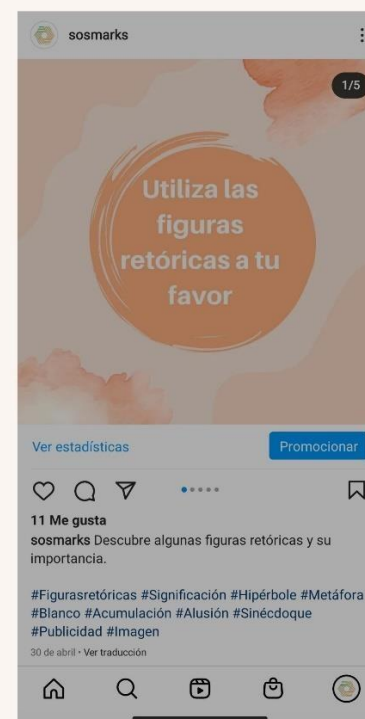 sosmarks
1/5
Utiliza las
figuras
retóricas a tu
favor
Ver estadísticas
Promocionar
11 Me gusta
sosmarks Descubre algunas figuras retóricas y su
importancia.
#Figurasretóricas #Significación #Hipérbole #Metáfora
#Blanco #Acumulación #Alusión #Sinécdoque
#Publicidad #Imagen
30 de abril • Ver traducción